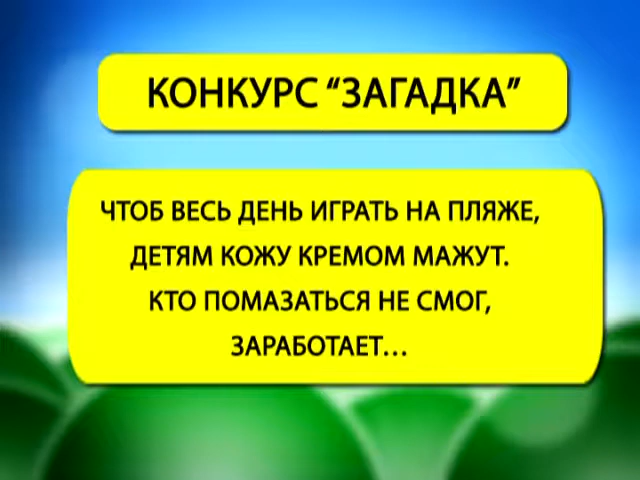 КОНКУРС “ЗАГАДКА”
ЧТОБ ВЕСЬ ДЕНЬ ИГРАТЬ НА ПЛЯЖЕ,
ДЕТЯМ КОЖУ КРЕМОМ МАЖУТ.
КТО ПОМАЗАТЬСЯ НЕ СМОГ,
ЗАРАБОТАЕТ...